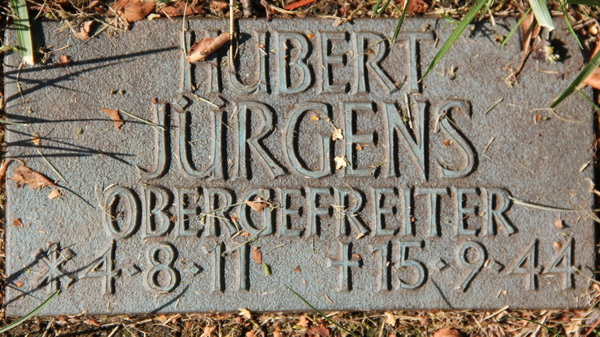 HUBERT
JÜRGENS
OBERGEFREITER
* 4·8·11 ·+15·9·44